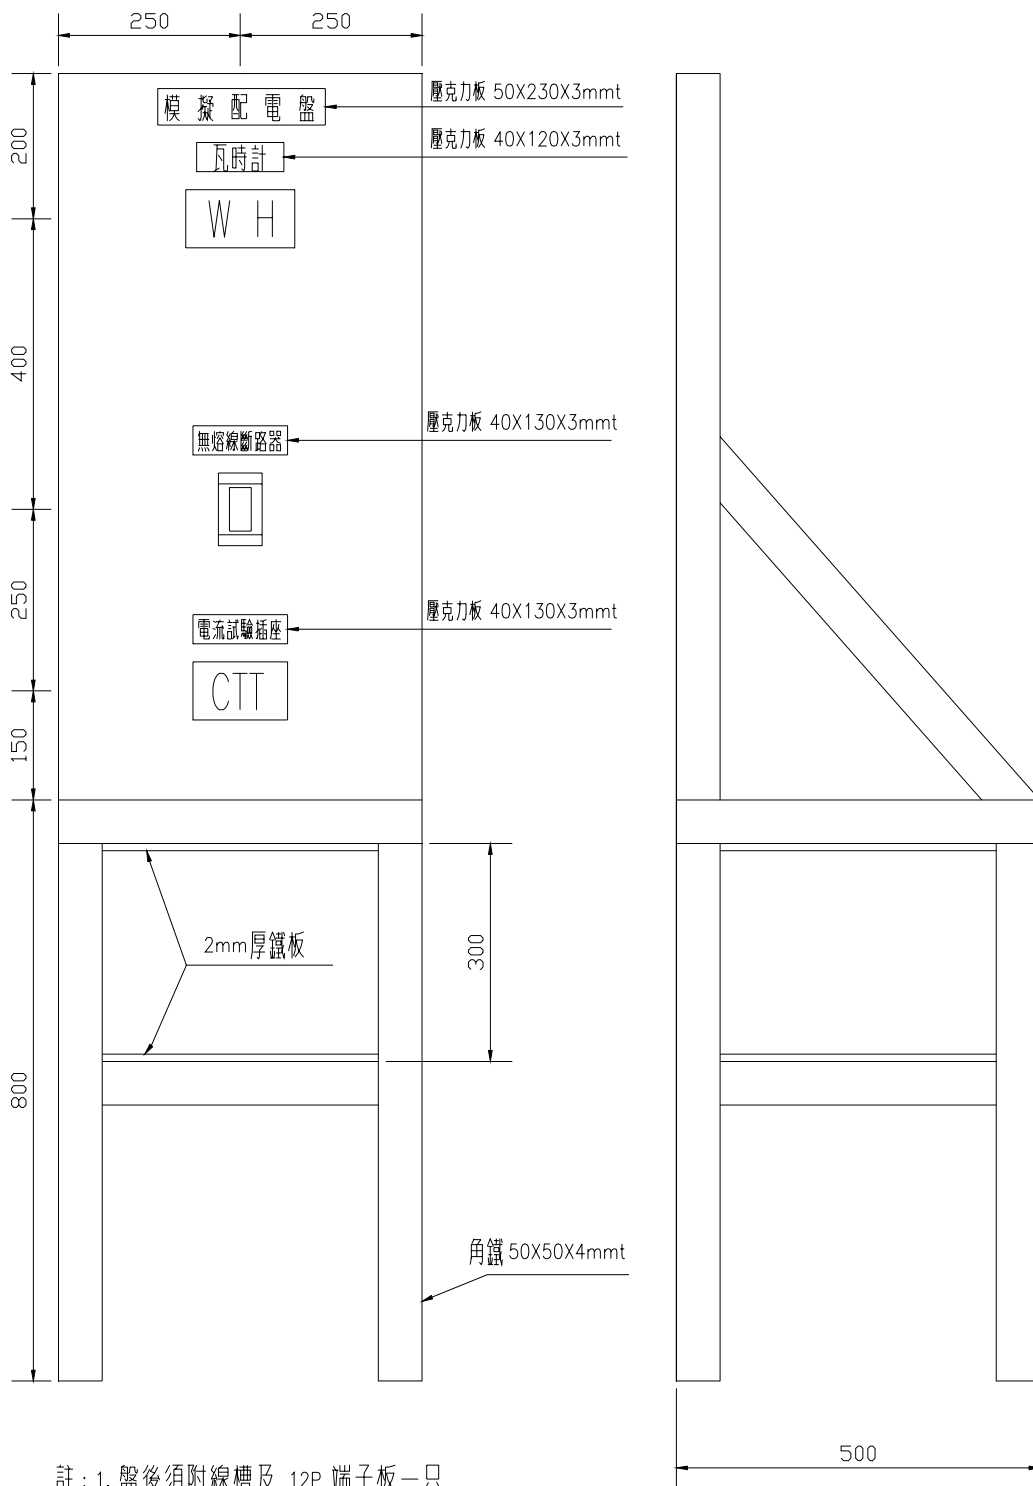 250
250
模擬配電盤
壓克力板 50X230X3mmt
瓦時計
壓克力板 40X120X3mmt
W H
200
400
無熔線斷路器
壓克力板 40X130X3mmt
250
電流試驗插座
壓克力板 40X130X3mmt
CTT
150
2mm厚鐵板
300
800
角鐵 50X50X4mmt
500
註：1. 盤後須附線槽及 12P 端子板一只